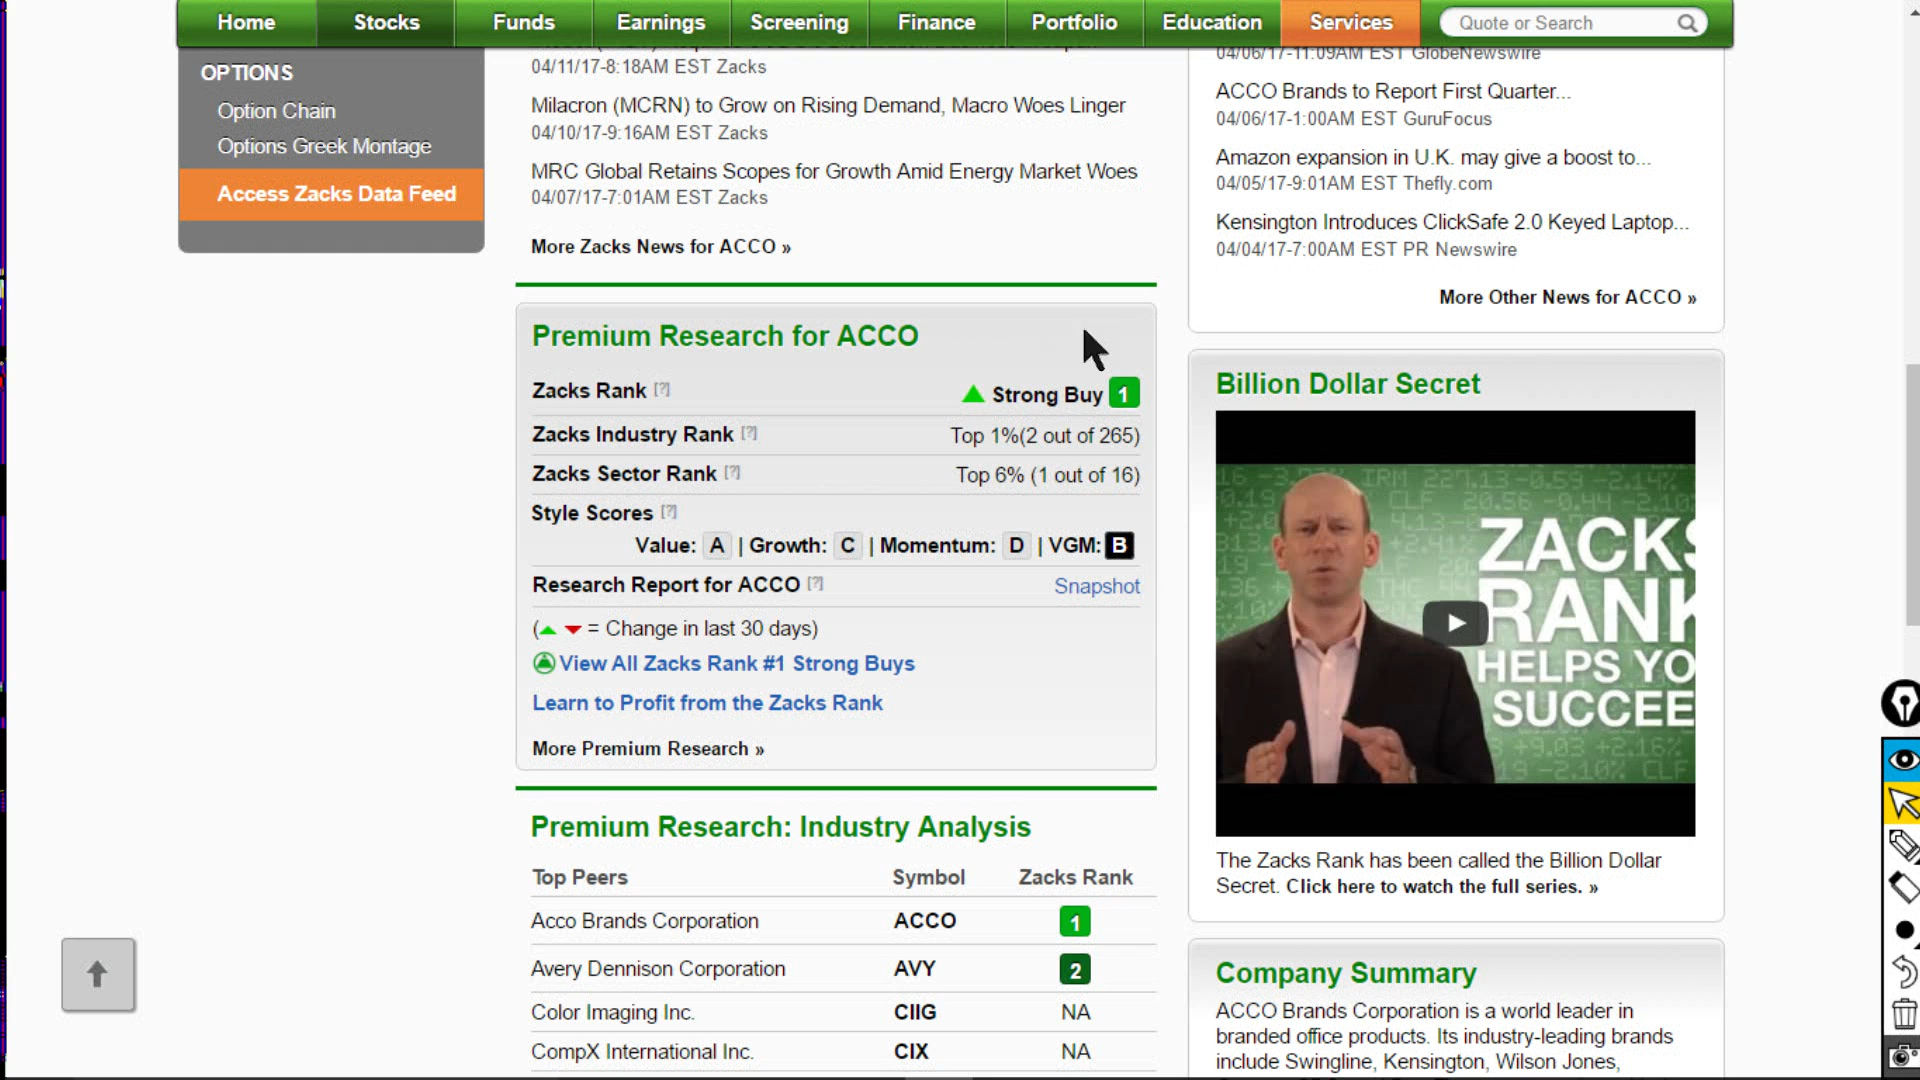 Home Stocks Funds Earnings Screening Finance Portfolio Education Services Quote or Search
OPTIONS
Option Chain
Options Greek Montage
Access Zacks Data Feed
04/11/17-8:18AM EST Zacks
Milacron (MCRN) to Grow on Rising Demand, Macro Woes Linger
04/10/17-9:16AM EST Zacks
MRC Global Retains Scopes for Growth Amid Energy Market Woes
04/07/17-7:01AM EST Zacks
More Zacks News for ACCO »
Premium Research for ACCO
Zacks Rank [?] Strong Buy 1
Zacks Industry Rank [?] Top 1%(2 out of 265)
Zacks Sector Rank [?] Top 6% (1 out of 16)
Style Scores [?]
Value: A | Growth: C | Momentum: D | VGM: B
Research Report for ACCO [?] Snapshot
( = Change in last 30 days)
View All Zacks Rank #1 Strong Buys
Learn to Profit from the Zacks Rank
More Premium Research »
Premium Research: Industry Analysis
Top Peers Symbol Zacks Rank
Acco Brands Corporation ACCO 1
Avery Dennison Corporation AVY 2
Color Imaging Inc. CIIG NA
CompX International Inc. CIX NA
04/06/17-11:09AM EST GlobeNewswire
ACCO Brands to Report First Quarter...
04/06/17-1:00AM EST GuruFocus
Amazon expansion in U.K. may give a boost to...
04/05/17-9:01AM EST Thefly.com
Kensington Introduces ClickSafe 2.0 Keyed Laptop...
04/04/17-7:00AM EST PR Newswire
More Other News for ACCO »
Billion Dollar Secret
ZACKS
RANK
HELPS YO
SUCCEE
The Zacks Rank has been called the Billion Dollar
Secret. Click here to watch the full series. »
Company Summary
ACCO Brands Corporation is a world leader in
branded office products. Its industry-leading brands
include Swingline, Kensington, Wilson Jones,